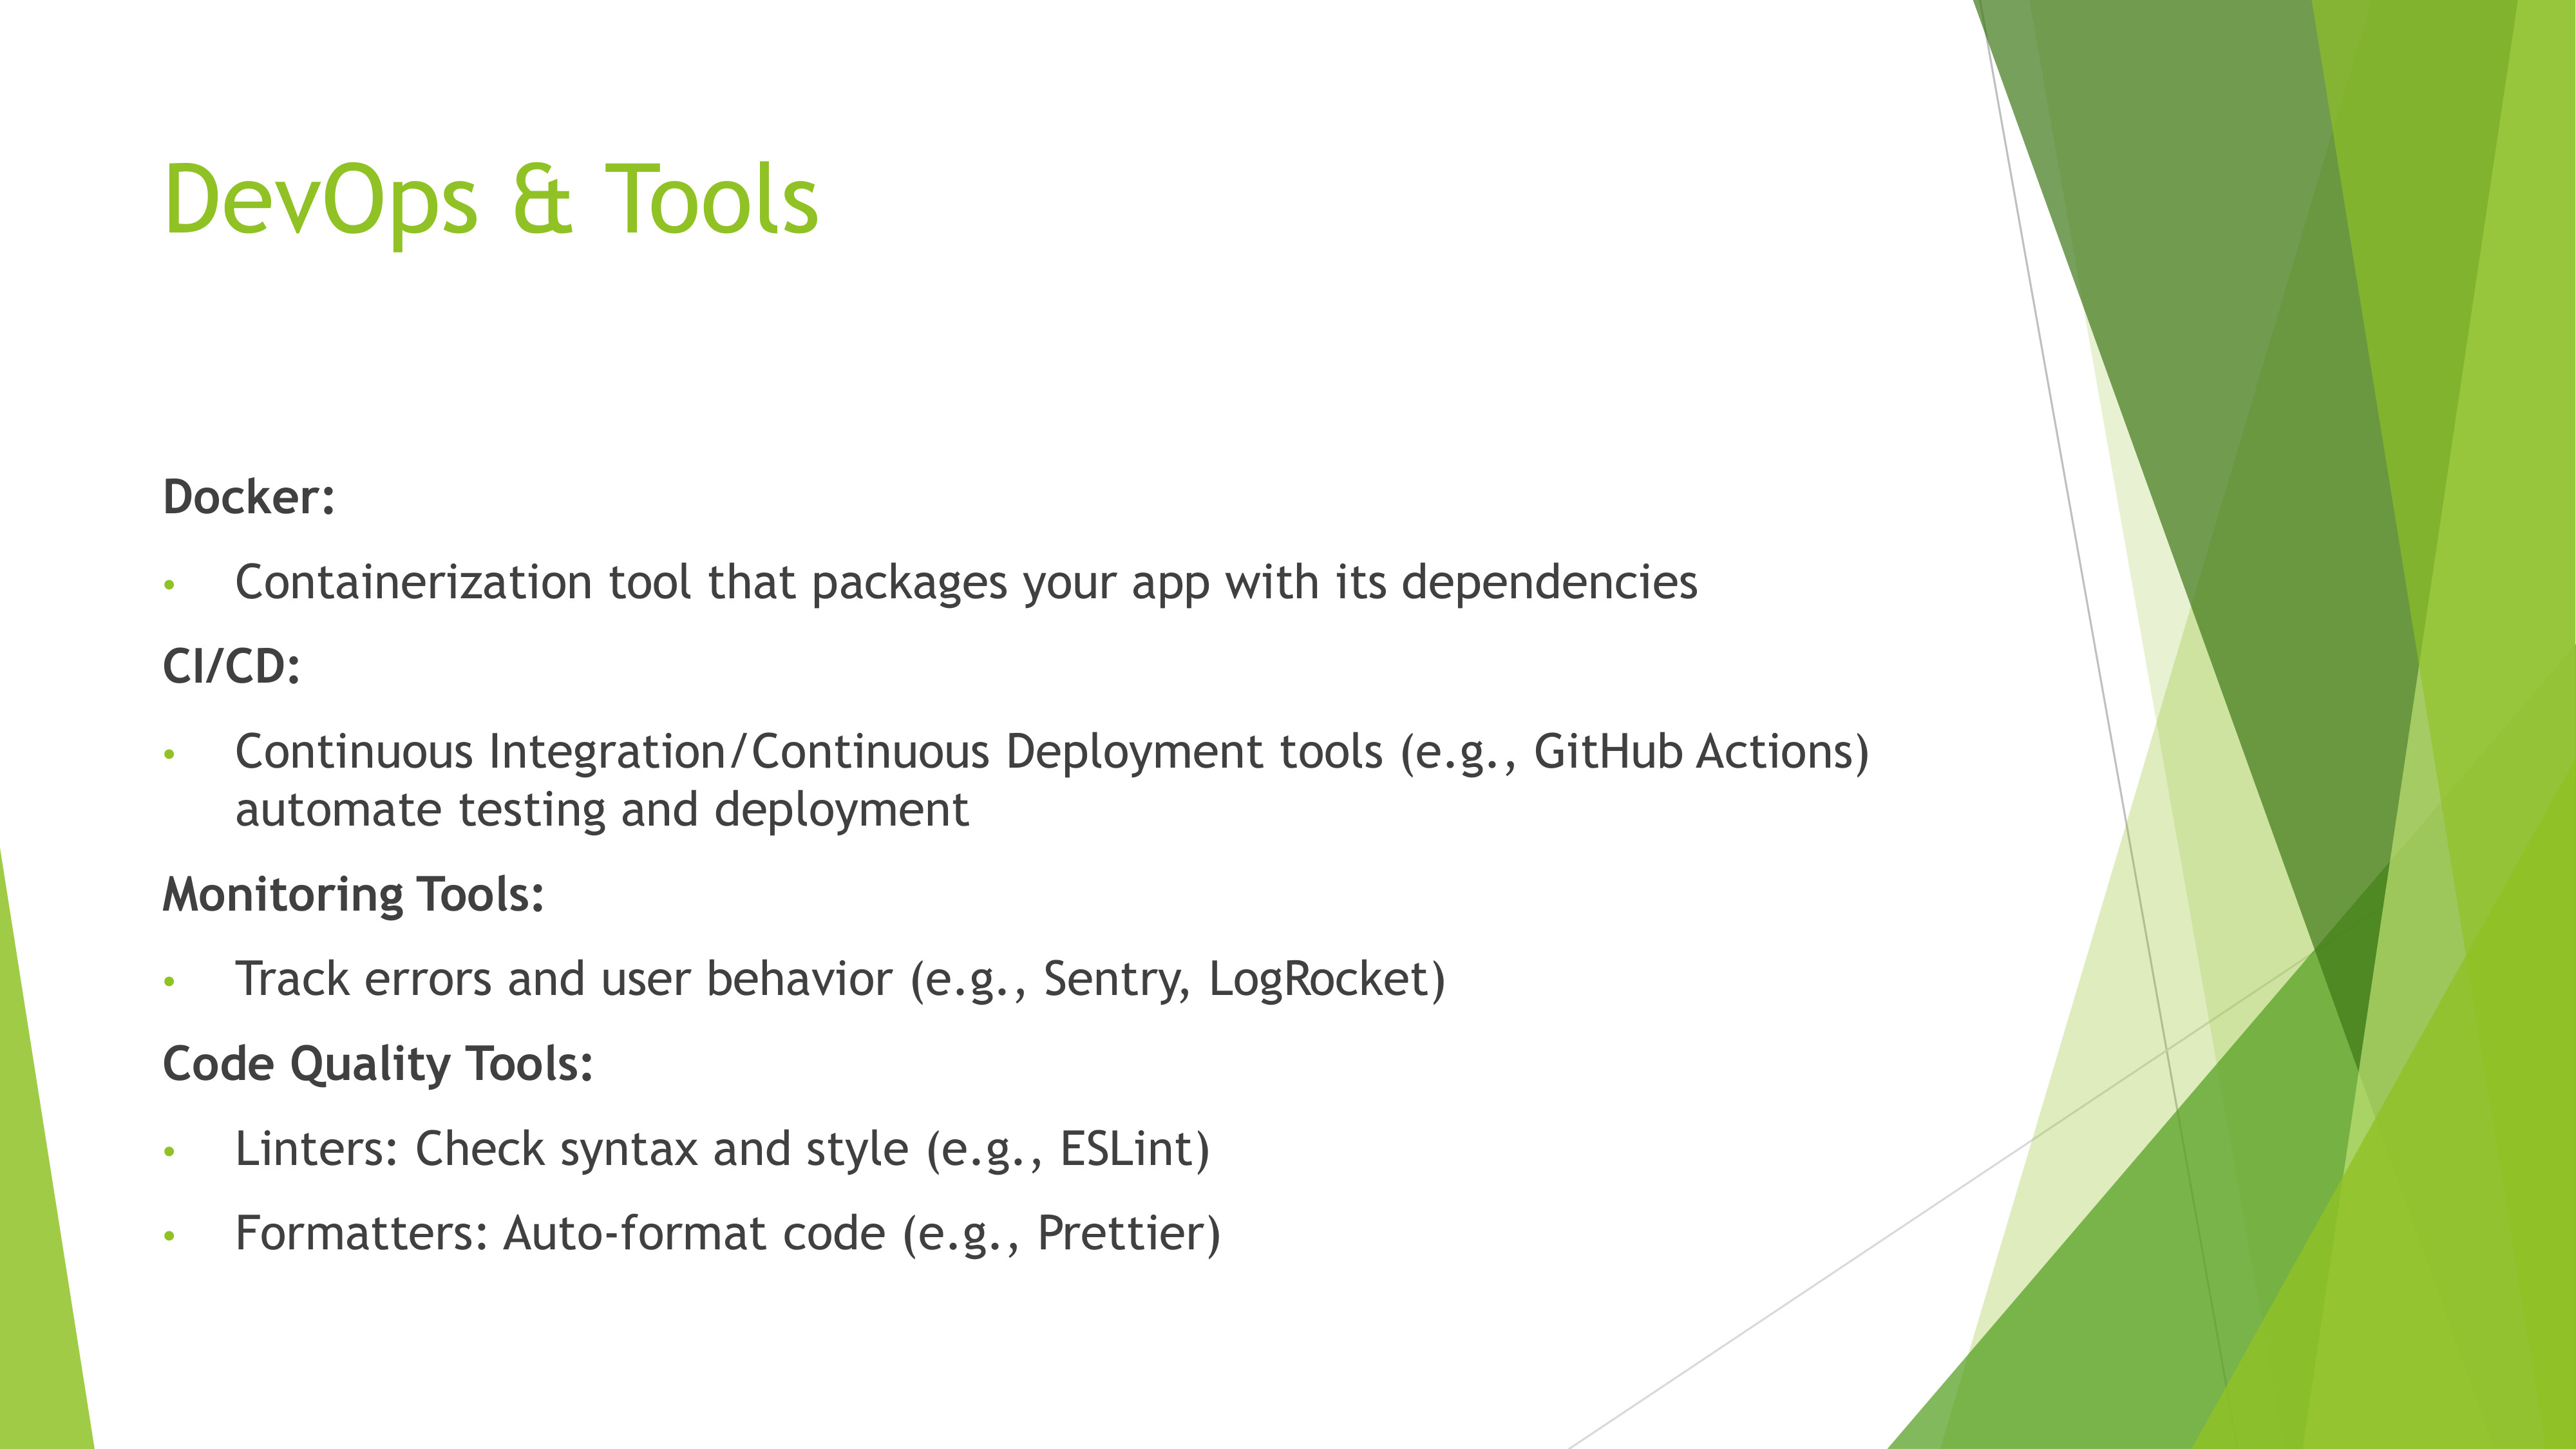 DevOps & Tools
Docker:
• Containerization tool that packages your app with its dependencies
CI/CD:
• Continuous Integration/Continuous Deployment tools (e.g., GitHub Actions)
automate testing and deployment
Monitoring Tools:
• Track errors and user behavior (e.g., Sentry, LogRocket)
Code Quality Tools:
• Linters: Check syntax and style (e.g., ESLint)
• Formatters: Auto-format code (e.g., Prettier)